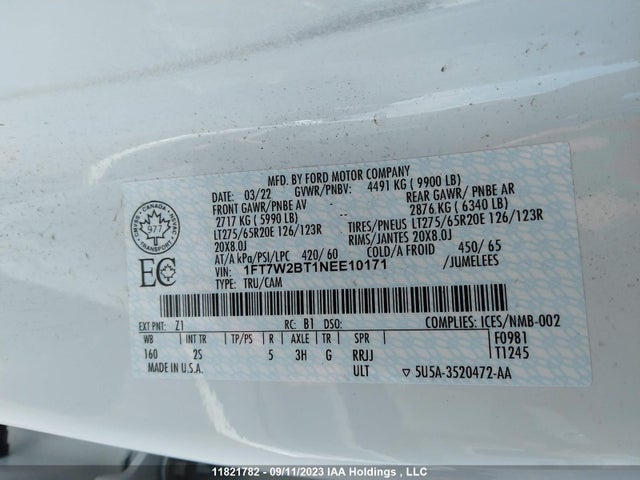 MFD. BY FORD MOTOR COMPANY
DATE: 03/22 GVWR/PNBV: 4491 KG ( 9900 LB)
FRONT GAWR/PNBE AV REAR GAWR/ PNBE AR
2717 KG ( 5990 LB) 2876 KG ( 6340 LB)
LT275/65R20E 126/123R TIRES/PNEUS LT275/65R20E 126/123R
20X8.0J RIMS/JANTES 20X8.0J
AT/A kPa/PSI/LPC 420/ 60 COLD/A FROID 450/ 65
VIN: 1FT7W2BT1NEE10171 /JUMELEES
TYPE: TRU/CAM
CANADA
977
TRANSPORT
EC
EXT PNT: Z1 RC: B1 DSO: COMPLIES: ICES/NMB-002
WB INT TR TP/PS R AXLE TR SPR F0981
160 2S 5 3H G RRJJ T1245
MADE IN U.S.A. ULT ▽ 5U5A-3520472-AA
11821782 - 09/11/2023 IAA Holdings , LLC